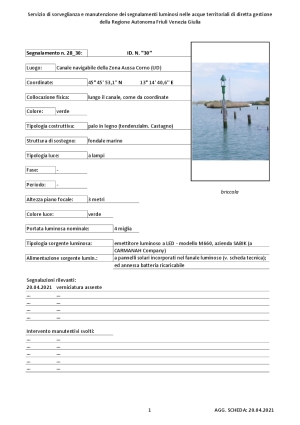 Servizio di sorveglianza e manutenzione dei segnalamenti luminosi nelle acque territoriali di diretta gestione
della Regione Autonoma Friuli Venezia Giulia
Segnalamento n. 28_30: ID. N. "30"
Luogo: Canale navigabile della Zona Aussa Corno (UD)
Coordinate: 45° 45' 53,1" N 13° 14' 40,6" E
Collocazione fisica: lungo il canale, come da coordinate
Colore: verde
Tipologia costruttiva: palo in legno (tendenzialm. Castagno)
Struttura di sostegno: fondale marino
Tipologia luce: a lampi
Fase: -
Periodo: -
briccole
Altezza piano focale: 3 metri
Colore luce: verde
Portata luminosa nominale: 4 miglia
Tipologia sorgente luminosa: emettitore luminoso a LED - modello M660, azienda SABIK (a
CARMANAH Company)
Alimentazione sorgente lumin.: a pannelli solari incorporati nel fanale luminoso (v. scheda tecnica);
ed annessa batteria ricaricabile
Segnalazioni rilevanti:
20.04.2021 verniciatura assente
... ...
... ...
... ...
... ...
Intervento manutentivi svolti:
... ...
... ...
... ...
... ...
1 AGG. SCHEDA: 20.04.2021